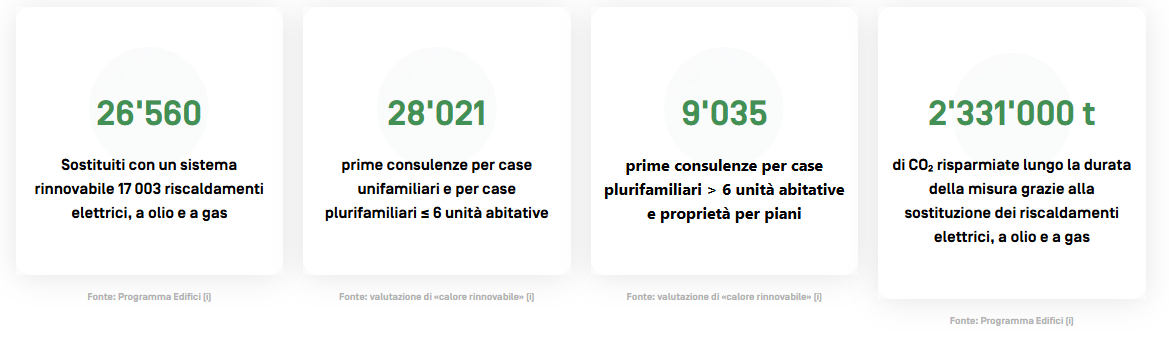 26'560
Sostituiti con un sistema
rinnovabile 17 003 riscaldamenti
elettrici, a olio e a gas
Fonte: Programma Edifici [i]
28'021
prime consulenze per case
unifamiliari e per case
plurifamiliari ≤ 6 unità abitative
Fonte: valutazione di «calore rinnovabile» [i]
9'035
prime consulenze per case
plurifamiliari > 6 unità abitative
e proprietà per piani
Fonte: valutazione di «calore rinnovabile» [i]
2'331'000 t
di CO₂ risparmiate lungo la durata
della misura grazie alla
sostituzione dei riscaldamenti
elettrici, a olio e a gas
Fonte: Programma Edifici [i]